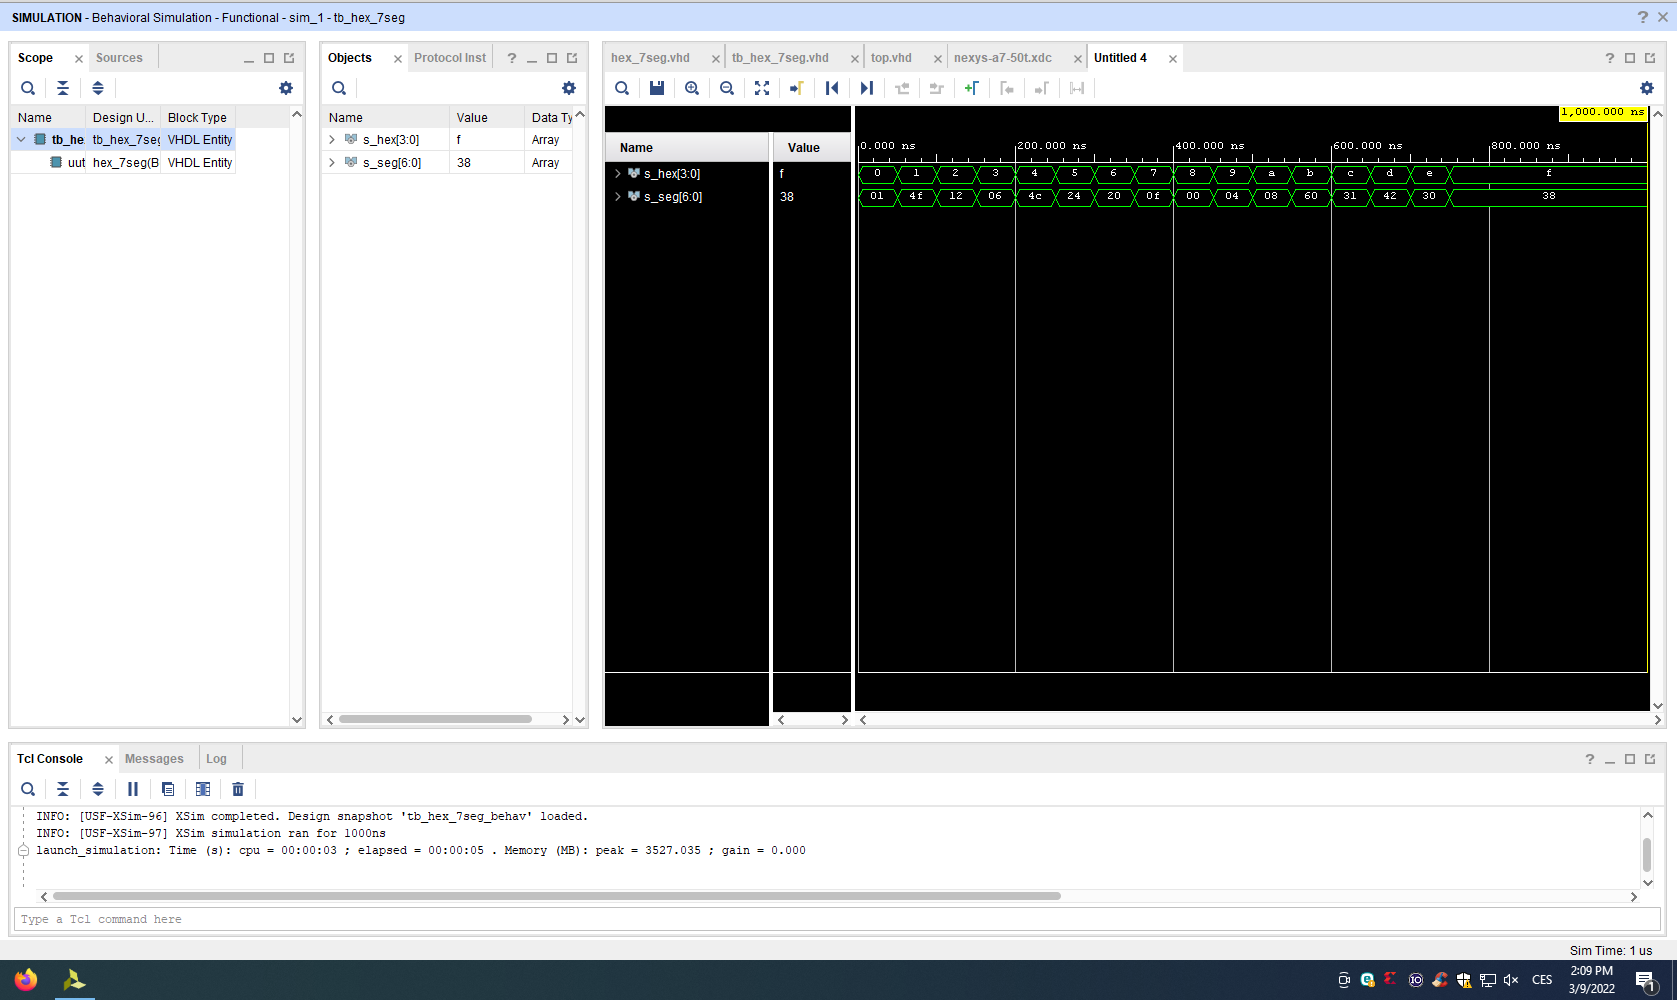 SIMULATION - Behavioral Simulation - Functional - sim_1 - tb_hex_7seg
Scope
Sources
Name Design U... Block Type
tb_he tb_hex_7seg VHDL Entity
uut hex_7seg(B VHDL Entity
Objects
Protocol Inst
Name Value Data Ty
s_hex[3:0] f Array
s_seg[6:0] 38 Array
hex_7seg.vhd
tb_hex_7seg.vhd
top.vhd
nexys-a7-50t.xdc
Untitled 4
1,000.000 ns
Name Value
0.000 ns 200.000 ns 400.000 ns 600.000 ns 800.000 ns
s_hex[3:0] f 0 1 2 3 4 5 6 7 8 9 a b c d e f
s_seg[6:0] 38 01 4f 12 06 4c 24 20 0f 00 04 08 60 31 42 30 38
Tcl Console
Messages
Log
INFO: [USF-XSim-96] XSim completed. Design snapshot 'tb_hex_7seg_behav' loaded.
INFO: [USF-XSim-97] XSim simulation ran for 1000ns
launch_simulation: Time (s): cpu = 00:00:03 ; elapsed = 00:00:05 . Memory (MB): peak = 3527.035 ; gain = 0.000
Type a Tcl command here
Sim Time: 1 us
CES
2:09 PM
3/9/2022
1